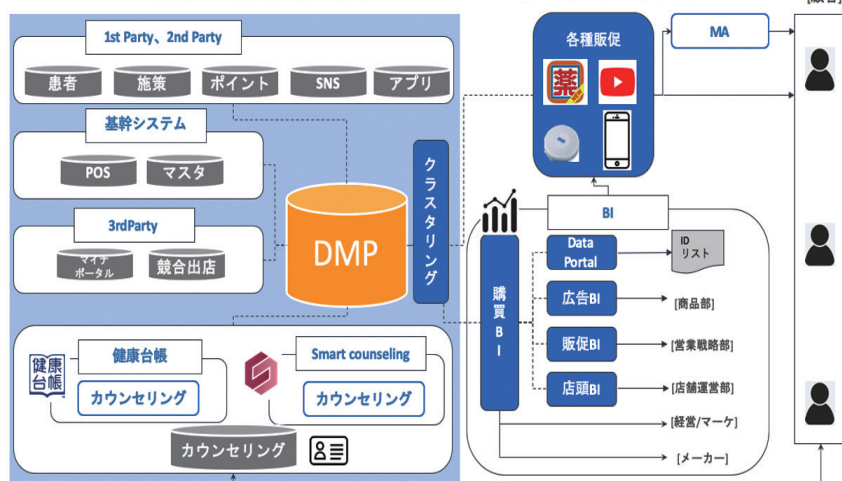 1st Party、2nd Party
患者
施策
ポイント
SNS
アプリ
基幹システム
POS
マスタ
3rdParty
マイナ
ポータル
競合出店
DMP
クラスタリング
健康台帳
健康
台帳
カウンセリング
Smart counseling
カウンセリング
カウンセリング
各種販促
薬
NEW
MA
BI
購買BI
Data
Portal
ID
リスト
広告BI
[商品部]
販促BI
[営業戦略部]
店頭BI
[店舗運営部]
[経営/マーケ]
[メーカー]